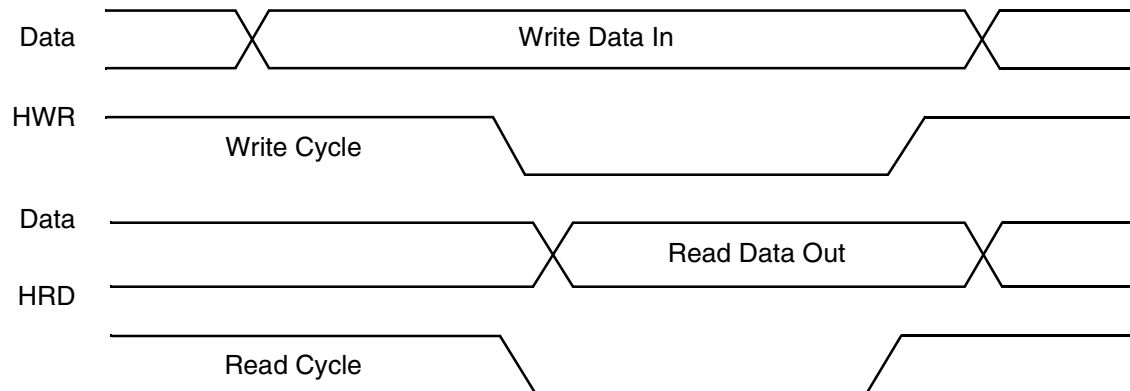 Data Write Data In
HWR
Write Cycle
Data
Read Data Out
HRD
Read Cycle